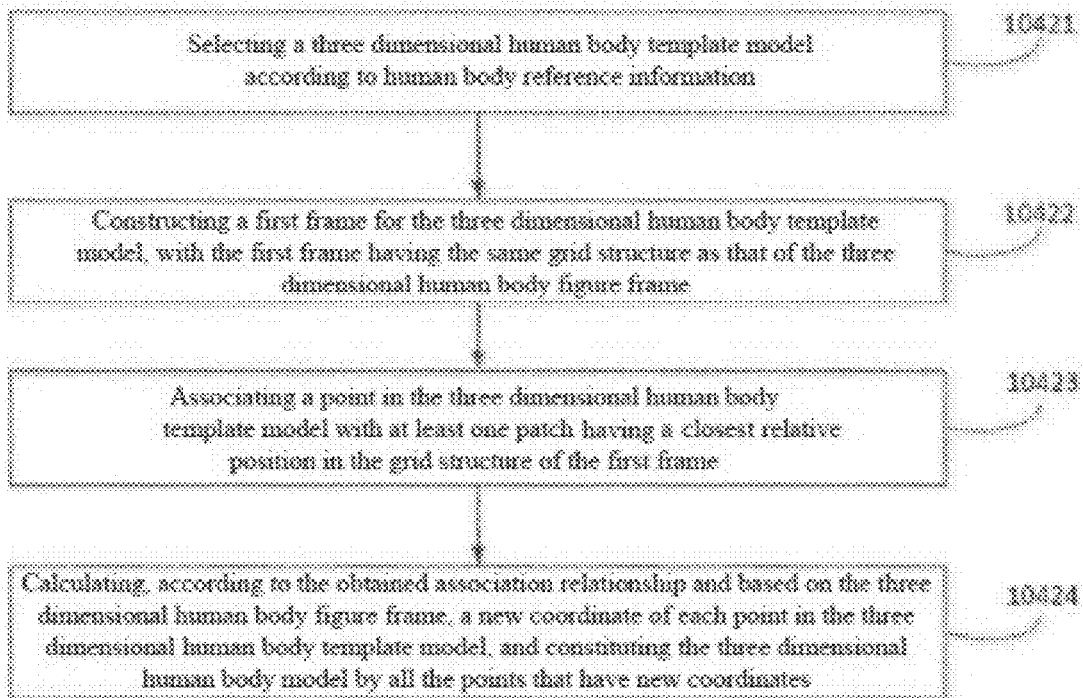 10421
Selecting a three dimensional human body template model
according to human body reference information
10422
Constructing a first frame for the three dimensional human body template
model, with the first frame having the same grid structure as that of the three
dimensional human body figure frame
10423
Associating a point in the three dimensional human body
template model with at least one patch having a closest relative
position in the grid structure of the first frame
10424
Calculating, according to the obtained association relationship and based on the three
dimensional human body figure frame, a new coordinate of each point in the three
dimensional human body template model, and constituting the three dimensional
human body model by all the points that have new coordinates